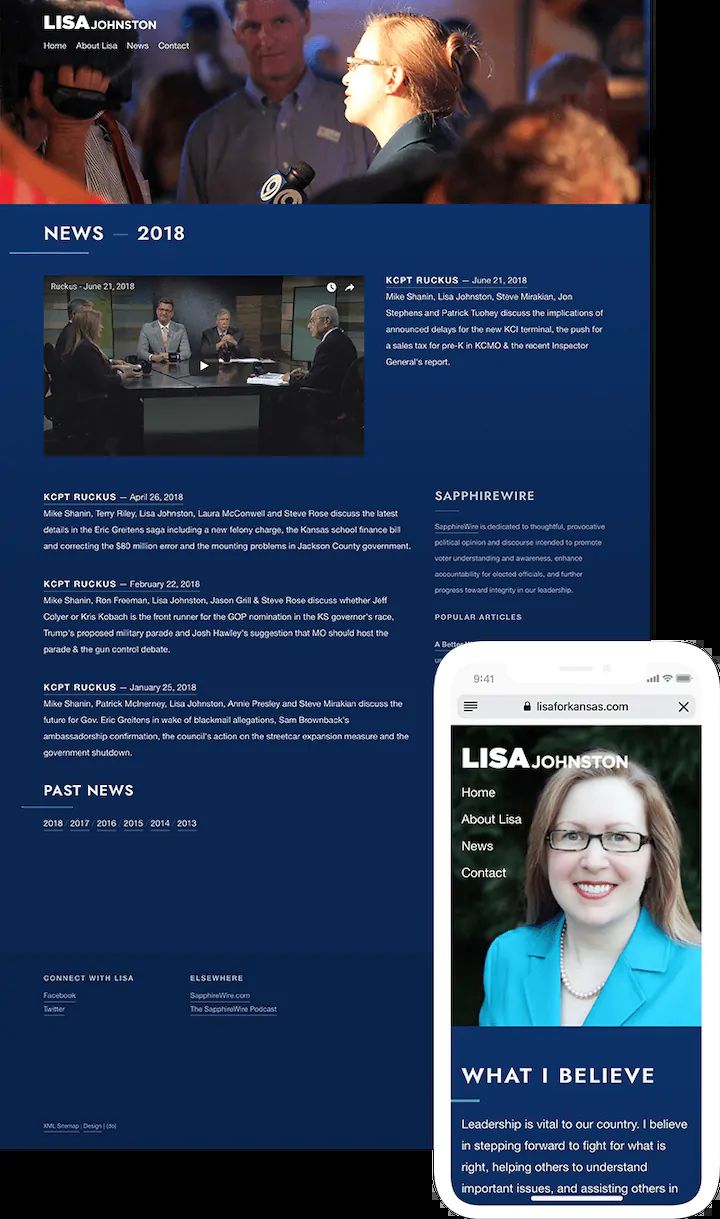 LISA JOHNSTON
Home About Lisa News Contact
NEWS — 2018
Ruckus - June 21, 2018
KCPT RUCKUS — June 21, 2018
Mike Shanin, Lisa Johnston, Steve Mirakian, Jon
Stephens and Patrick Tuohey discuss the implications of
announced delays for the new KCI terminal, the push for
a sales tax for pre-K in KCMO & the recent Inspector
General's report.
KCPT RUCKUS — April 26, 2018
Mike Shanin, Terry Riley, Lisa Johnston, Laura McConwell and Steve Rose discuss the latest
details in the Eric Greitens saga including a new felony charge, the Kansas school finance bill
and correcting the $80 million error and the mounting problems in Jackson County government.
KCPT RUCKUS — February 22, 2018
Mike Shanin, Ron Freeman, Lisa Johnston, Jason Grill & Steve Rose discuss whether Jeff
Colyer or Kris Kobach is the front runner for the GOP nomination in the KS governor's race,
Trump's proposed military parade and Josh Hawley's suggestion that MO should host the
parade & the gun control debate.
KCPT RUCKUS — January 25, 2018
Mike Shanin, Patrick McInerney, Lisa Johnston, Annie Presley and Steve Mirakian discuss the
future for Gov. Eric Greitens in wake of blackmail allegations, Sam Brownback's
ambassadorship confirmation, the council's action on the streetcar expansion measure and the
government shutdown.
PAST NEWS
2018 / 2017 / 2016 / 2015 / 2014 / 2013
SAPPHIREWIRE
SapphireWire is dedicated to thoughtful, provocative
political opinion and discourse intended to promote
voter understanding and awareness, enhance
accountability for elected officials, and further
progress toward integrity in our leadership.
POPULAR ARTICLES
A Better
CONNECT WITH LISA
Facebook
Twitter
ELSEWHERE
SapphireWire.com
The SapphireWire Podcast
XML Sitemap | Design | {do}
9:41
lisaforkansas.com
LISA JOHNSTON
Home
About Lisa
News
Contact
WHAT I BELIEVE
Leadership is vital to our country. I believe
in stepping forward to fight for what is
right, helping others to understand
important issues, and assisting others in